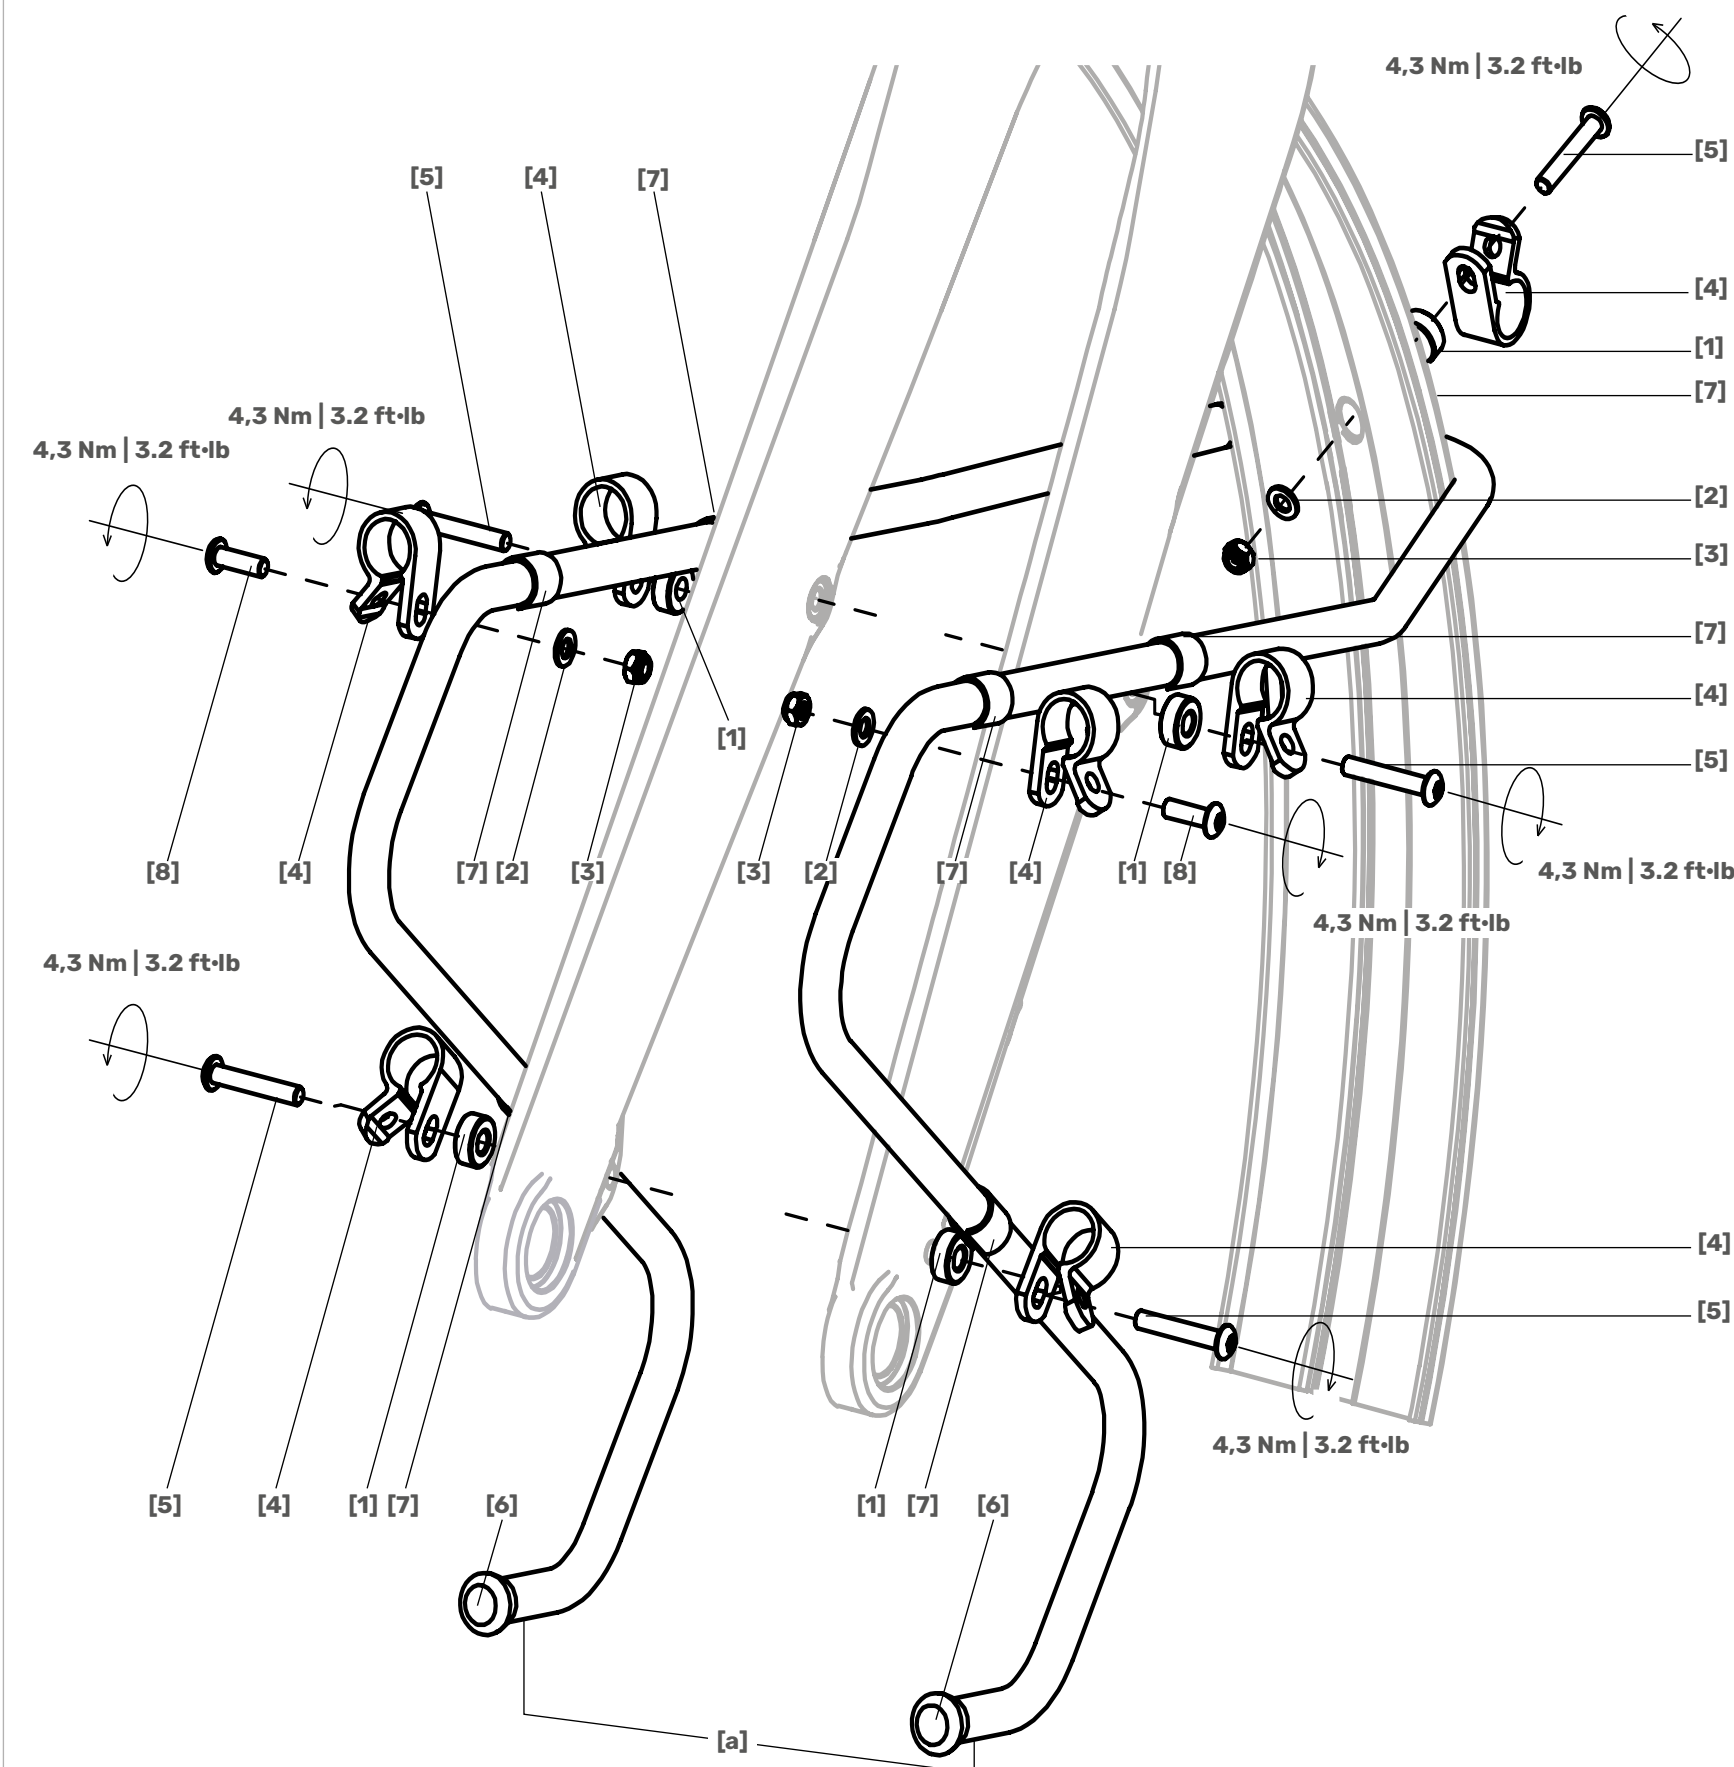 4,3 Nm | 3.2 ft·lb
[5]
[5] [4] [7]
[4]
[1]
[7]
4,3 Nm | 3.2 ft·lb
4,3 Nm | 3.2 ft·lb
[2]
[3]
[7]
[4]
[1]
[5]
[8] [4] [7] [2] [3] [3] [2] [7] [4] [1] [8] 4,3 Nm | 3.2 ft·lb
4,3 Nm | 3.2 ft·lb
4,3 Nm | 3.2 ft·lb
[4]
[5]
4,3 Nm | 3.2 ft·lb
[5] [4] [1] [7] [6] [1] [7] [6]
[a]